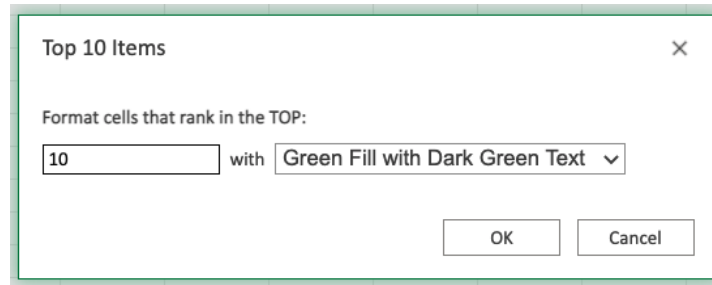 Top 10 Items
Format cells that rank in the TOP:
10 with Green Fill with Dark Green Text
OK Cancel